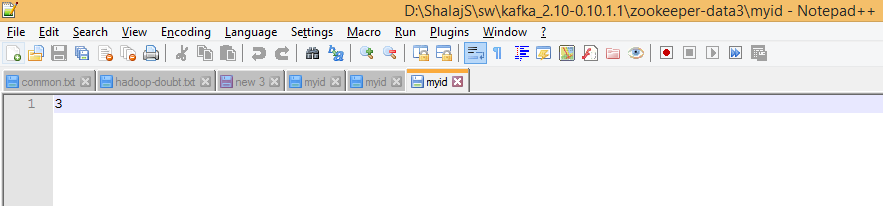 D:\ShalajS\sw\kafka_2.10-0.10.1.1\zookeeper-data3\myid - Notepad++
File Edit Search View Encoding Language Settings Macro Run Plugins Window ?
common.txt hadoop-doubt.txt new 3 myid myid myid
1 3